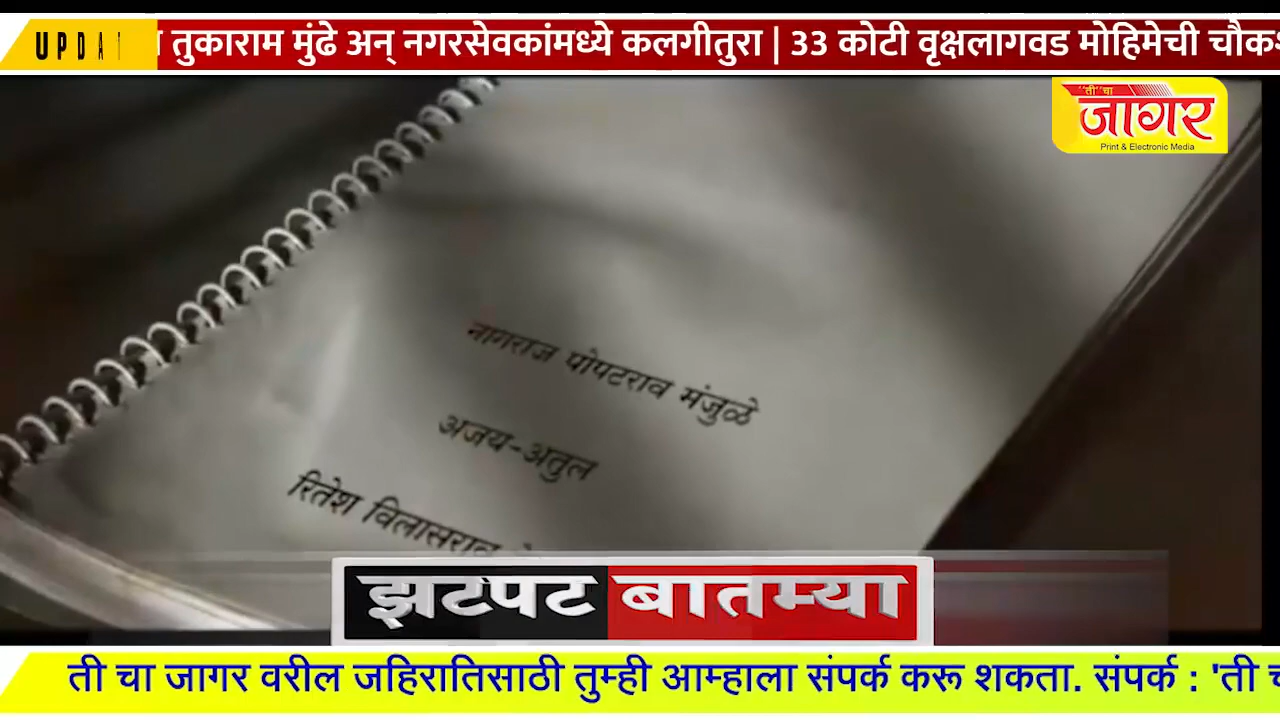 UPDAT
तुकाराम मुंढे अन् नगरसेवकांमध्ये कलगीतुरा | 33 कोटी वृक्षलागवड मोहिमेची
"ती" चा
जागर
Print & Electronic Media
नागराज पोपटराव मंजुळे
अजय-अतुल
रितेश विलासराव
झटपट बातम्या
ती चा जागर वरील जहिरातिसाठी तुम्ही आम्हाला संपर्क करू शकता. संपर्क : 'ती